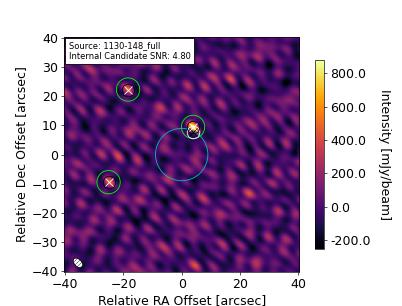 Source: 1130-148_full
Internal Candidate SNR: 4.80
40
30
20
10
0
−10
−20
−30
−40
Relative Dec Offset [arcsec]
−40 −20 0 20 40
Relative RA Offset [arcsec]
800.0
600.0
400.0
200.0
0.0
-200.0
Intensity [mJy/beam]